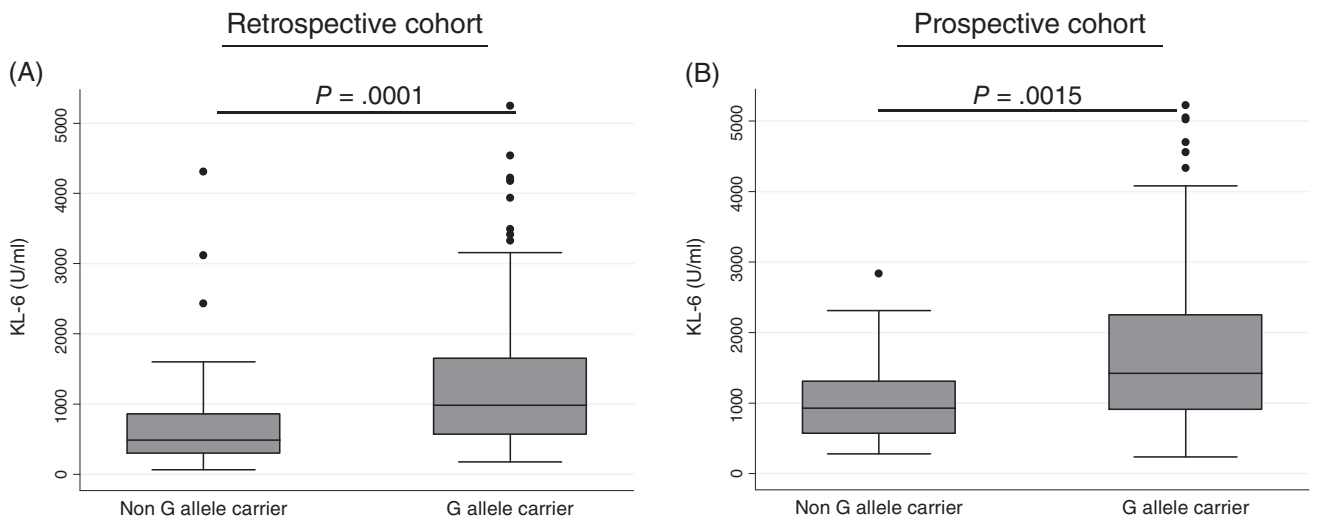 Retrospective cohort
(A)
P = .0001
KL-6 (U/ml)
5000
4000
3000
2000
1000
0
Non G allele carrier
G allele carrier
Prospective cohort
(B)
P = .0015
KL-6 (U/ml)
5000
4000
3000
2000
1000
0
Non G allele carrier
G allele carrier